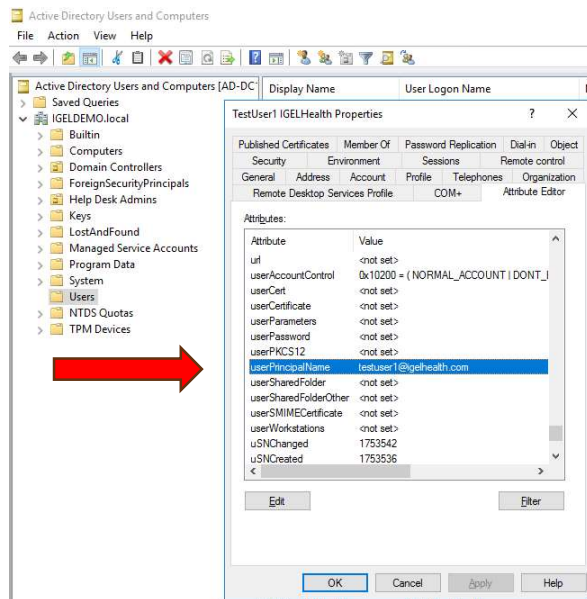 Active Directory Users and Computers
File Action View Help
Active Directory Users and Computers [AD-DC
Saved Queries
IGELDEMO.local
Builtin
Computers
Domain Controllers
ForeignSecurityPrincipals
Help Desk Admins
Keys
LostAndFound
Managed Service Accounts
Program Data
System
Users
NTDS Quotas
TPM Devices
Display Name User Logon Name
TestUser1 IGELHealth Properties ? X
Published Certificates Member Of Password Replication Dial-in Object
Security Environment Sessions Remote control
General Address Account Profile Telephones Organization
Remote Desktop Services Profile COM+ Attribute Editor
Attributes:
Attribute Value
url <not set>
userAccountControl 0x10200 = ( NORMAL_ACCOUNT | DONT_
userCert <not set>
userCertificate <not set>
userParameters <not set>
userPassword <not set>
userPKCS12 <not set>
userPrincipalName testuser1@igelhealth.com
userSharedFolder <not set>
userSharedFolderOther <not set>
userSMIMECertificate <not set>
userWorkstations <not set>
uSNChanged 1753542
uSNCreated 1753536
Edit Filter
OK Cancel Apply Help